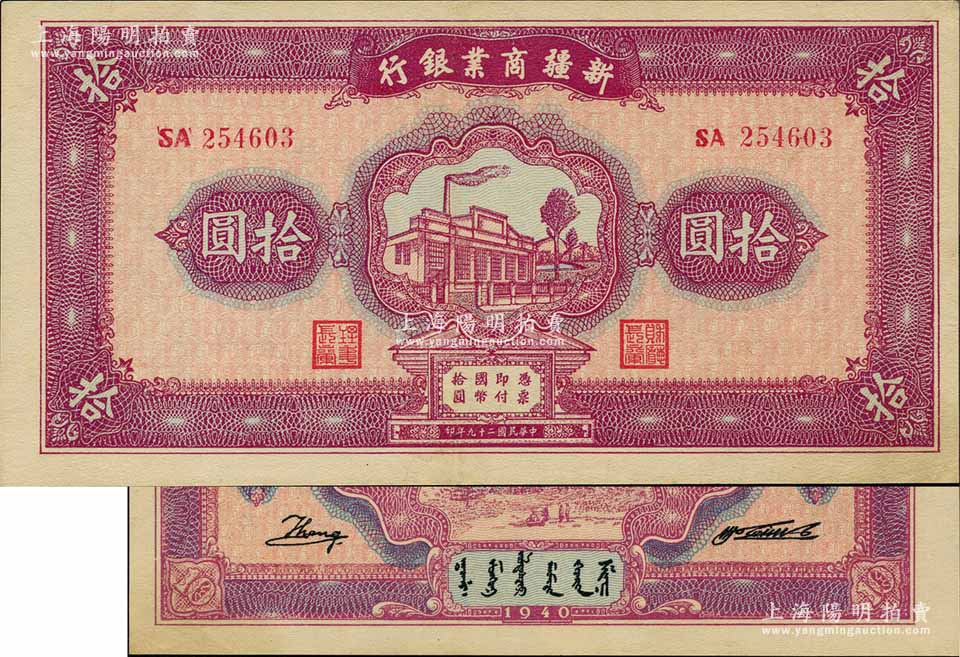 上海陽明拍賣
www.yangmingauction.com
新疆商業銀行
拾
拾
SA 254603
SA 254603
拾圓
拾圓
上海陽明拍賣
www.yangmingauction.com
憑票
即付
國幣
拾圓
中華民國二十九年印
拾
拾
Zhang
10
10
1940
上海陽明拍賣
www.yangmingauction.com